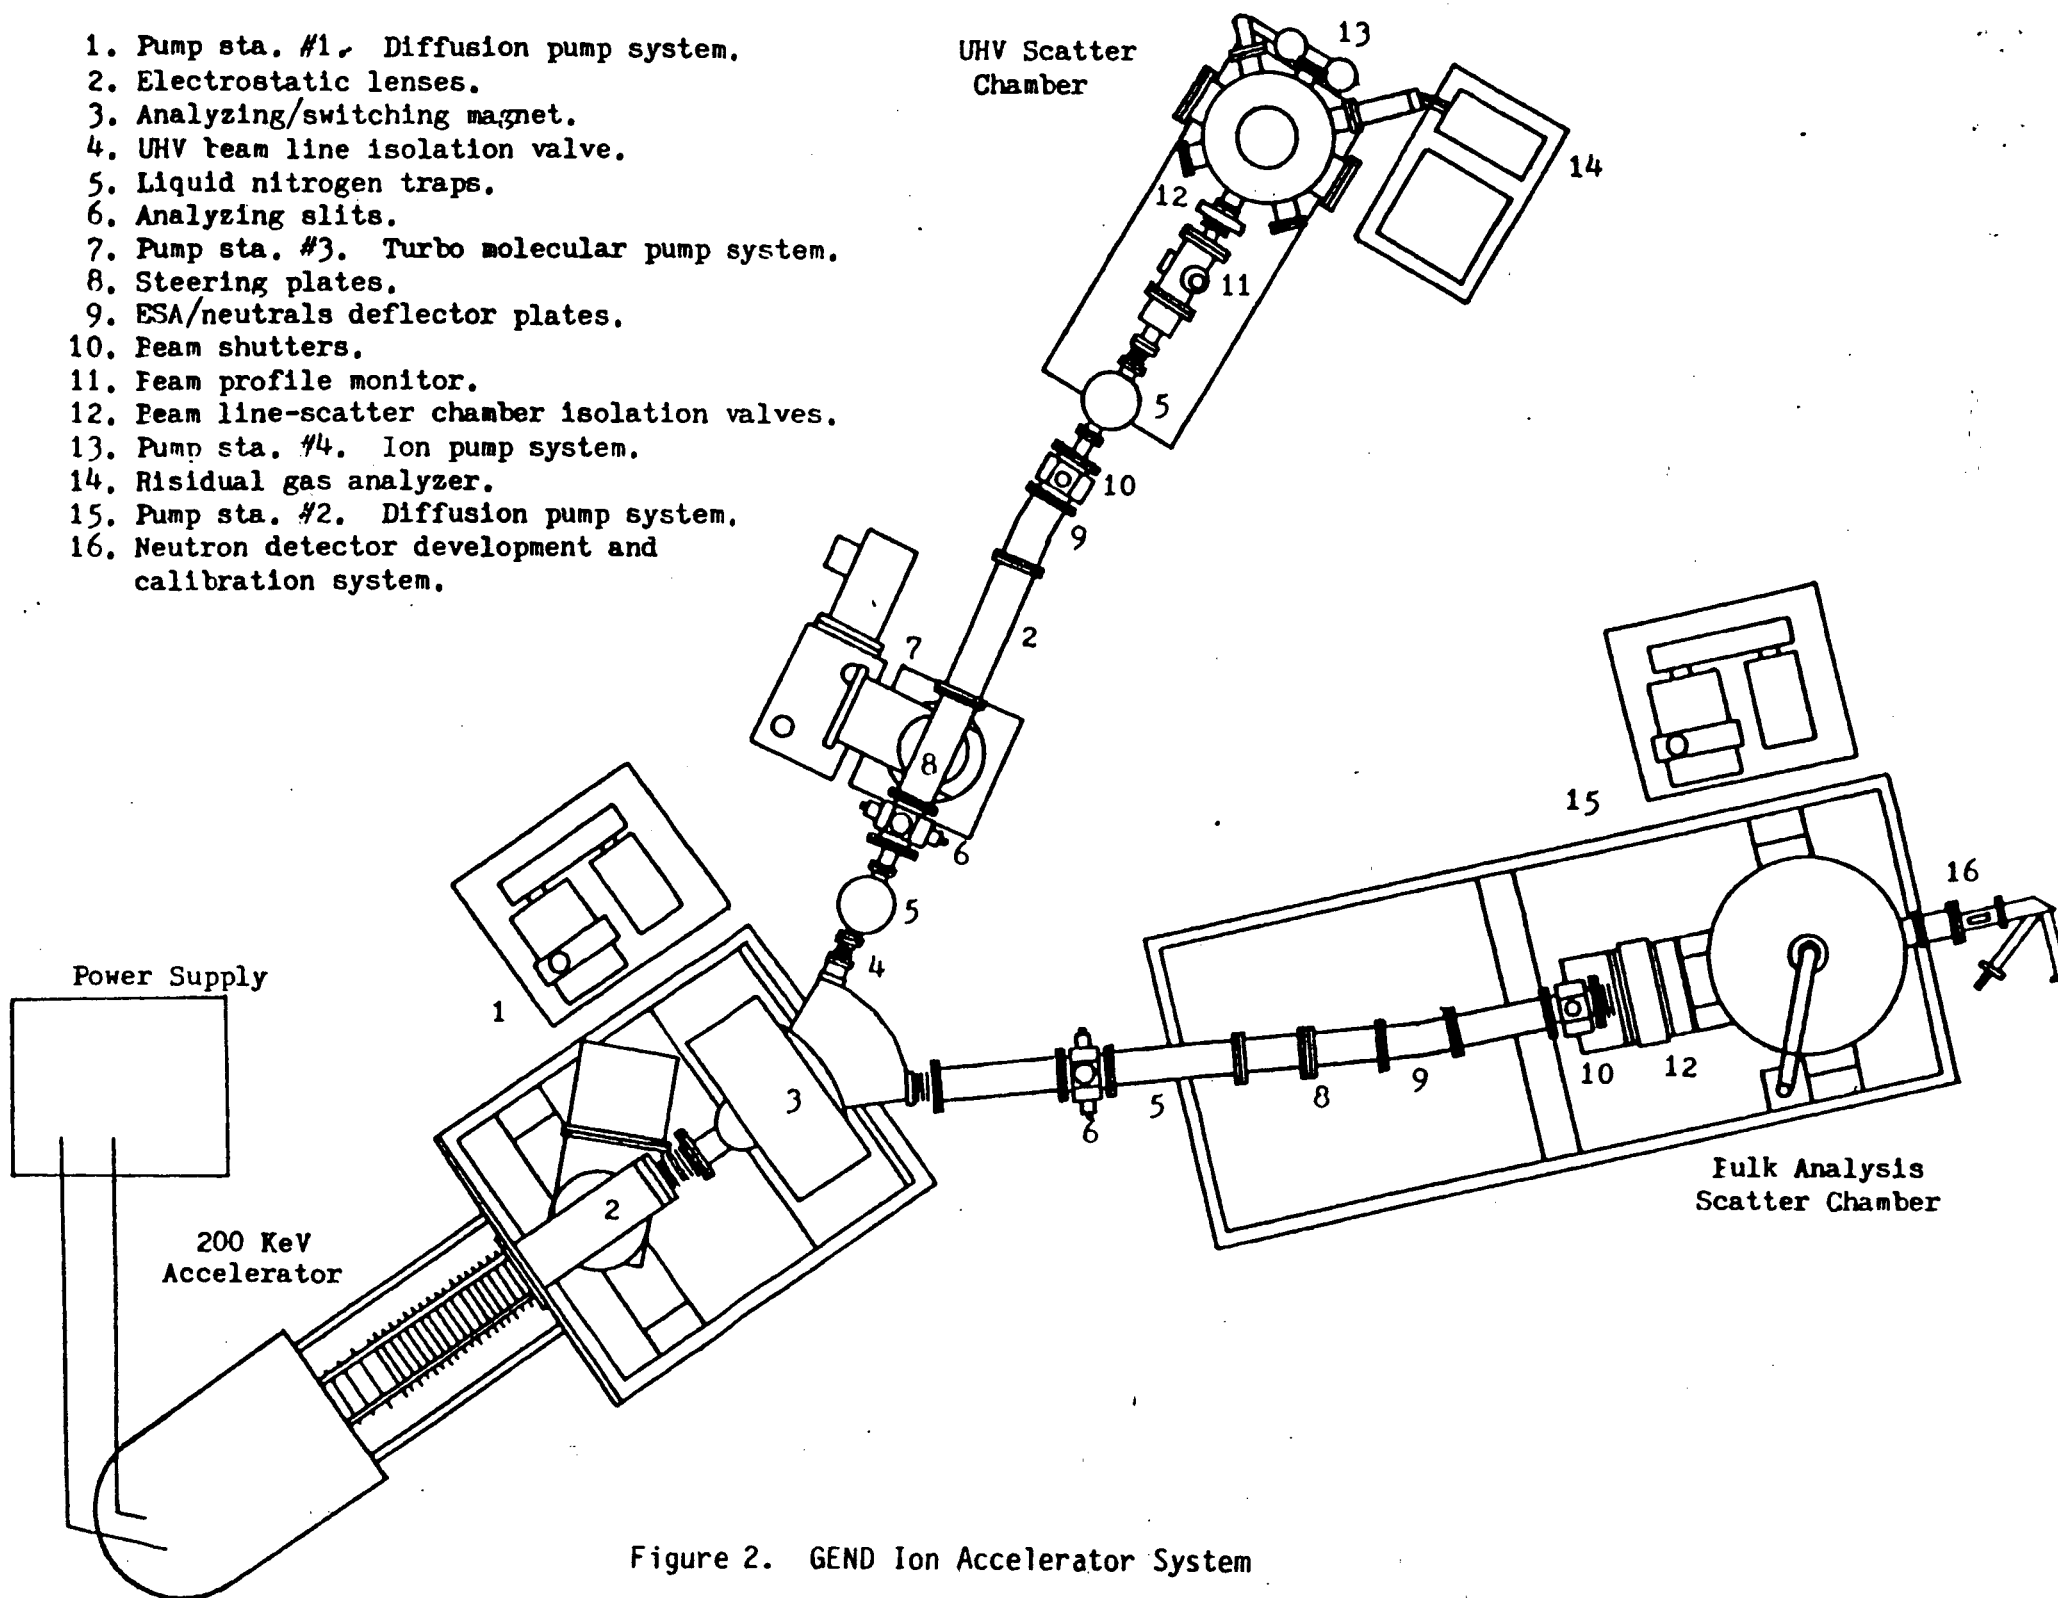 1. Pump sta. #1. Diffusion pump system.
2. Electrostatic lenses.
3. Analyzing/switching magnet.
4. UHV beam line isolation valve.
5. Liquid nitrogen traps.
6. Analyzing slits.
7. Pump sta. #3. Turbo molecular pump system.
8. Steering plates.
9. ESA/neutrals deflector plates.
10. Beam shutters.
11. Beam profile monitor.
12. Beam line-scatter chamber isolation valves.
13. Pump sta. #4. Ion pump system.
14. Risidual gas analyzer.
15. Pump sta. #2. Diffusion pump system.
16. Neutron detector development and
calibration system.
UHV Scatter
Chamber
13
14
12
11
5
10
9
2
7
8
6
5
4
15
16
Power Supply
1
3
2
6
5
8
9
10
12
Bulk Analysis
Scatter Chamber
200 KeV
Accelerator
Figure 2. GEND Ion Accelerator System